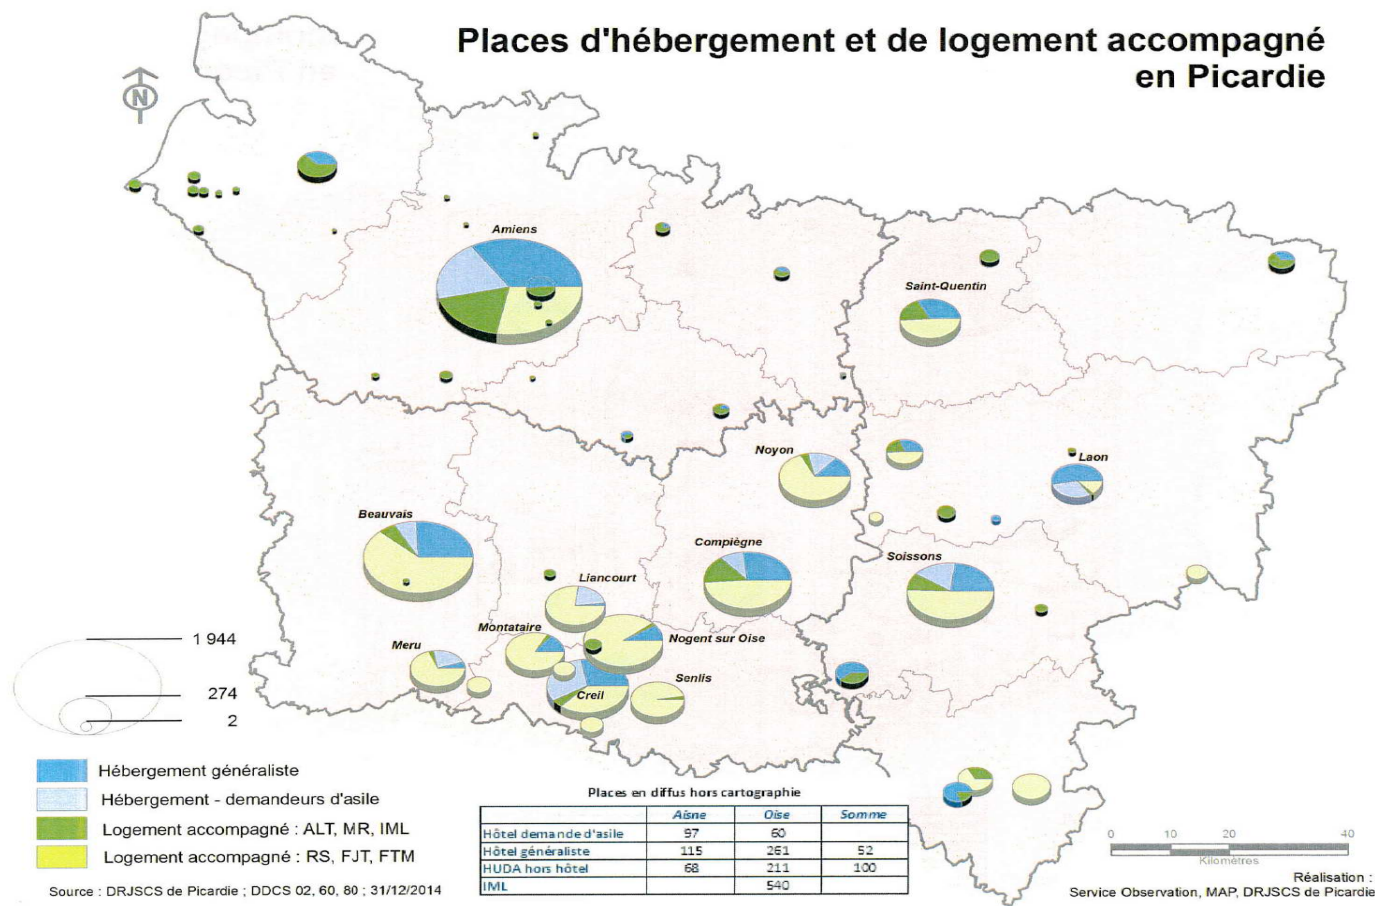 Places d'hébergement et de logement accompagné
en Picardie
N
Amiens
Saint-Quentin
Noyon
Laon
Beauvais
Compiègne
Soissons
Liancourt
Montataire
Nogent sur Oise
Meru
Senlis
Creil
1 944
274
2
Hébergement généraliste
Hébergement - demandeurs d'asile
Logement accompagné : ALT, MR, IML
Logement accompagné : RS, FJT, FTM
Source : DRJSCS de Picardie ; DDCS 02, 60, 80 ; 31/12/2014
Places en diffus hors cartographie
Aisne Oise Somme
Hôtel demande d'asile 97 60
Hôtel généraliste 115 261 52
HUDA hors hôtel 68 211 100
IML 540
0 10 20 40
Kilomètres
Réalisation :
Service Observation, MAP, DRJSCS de Picardie